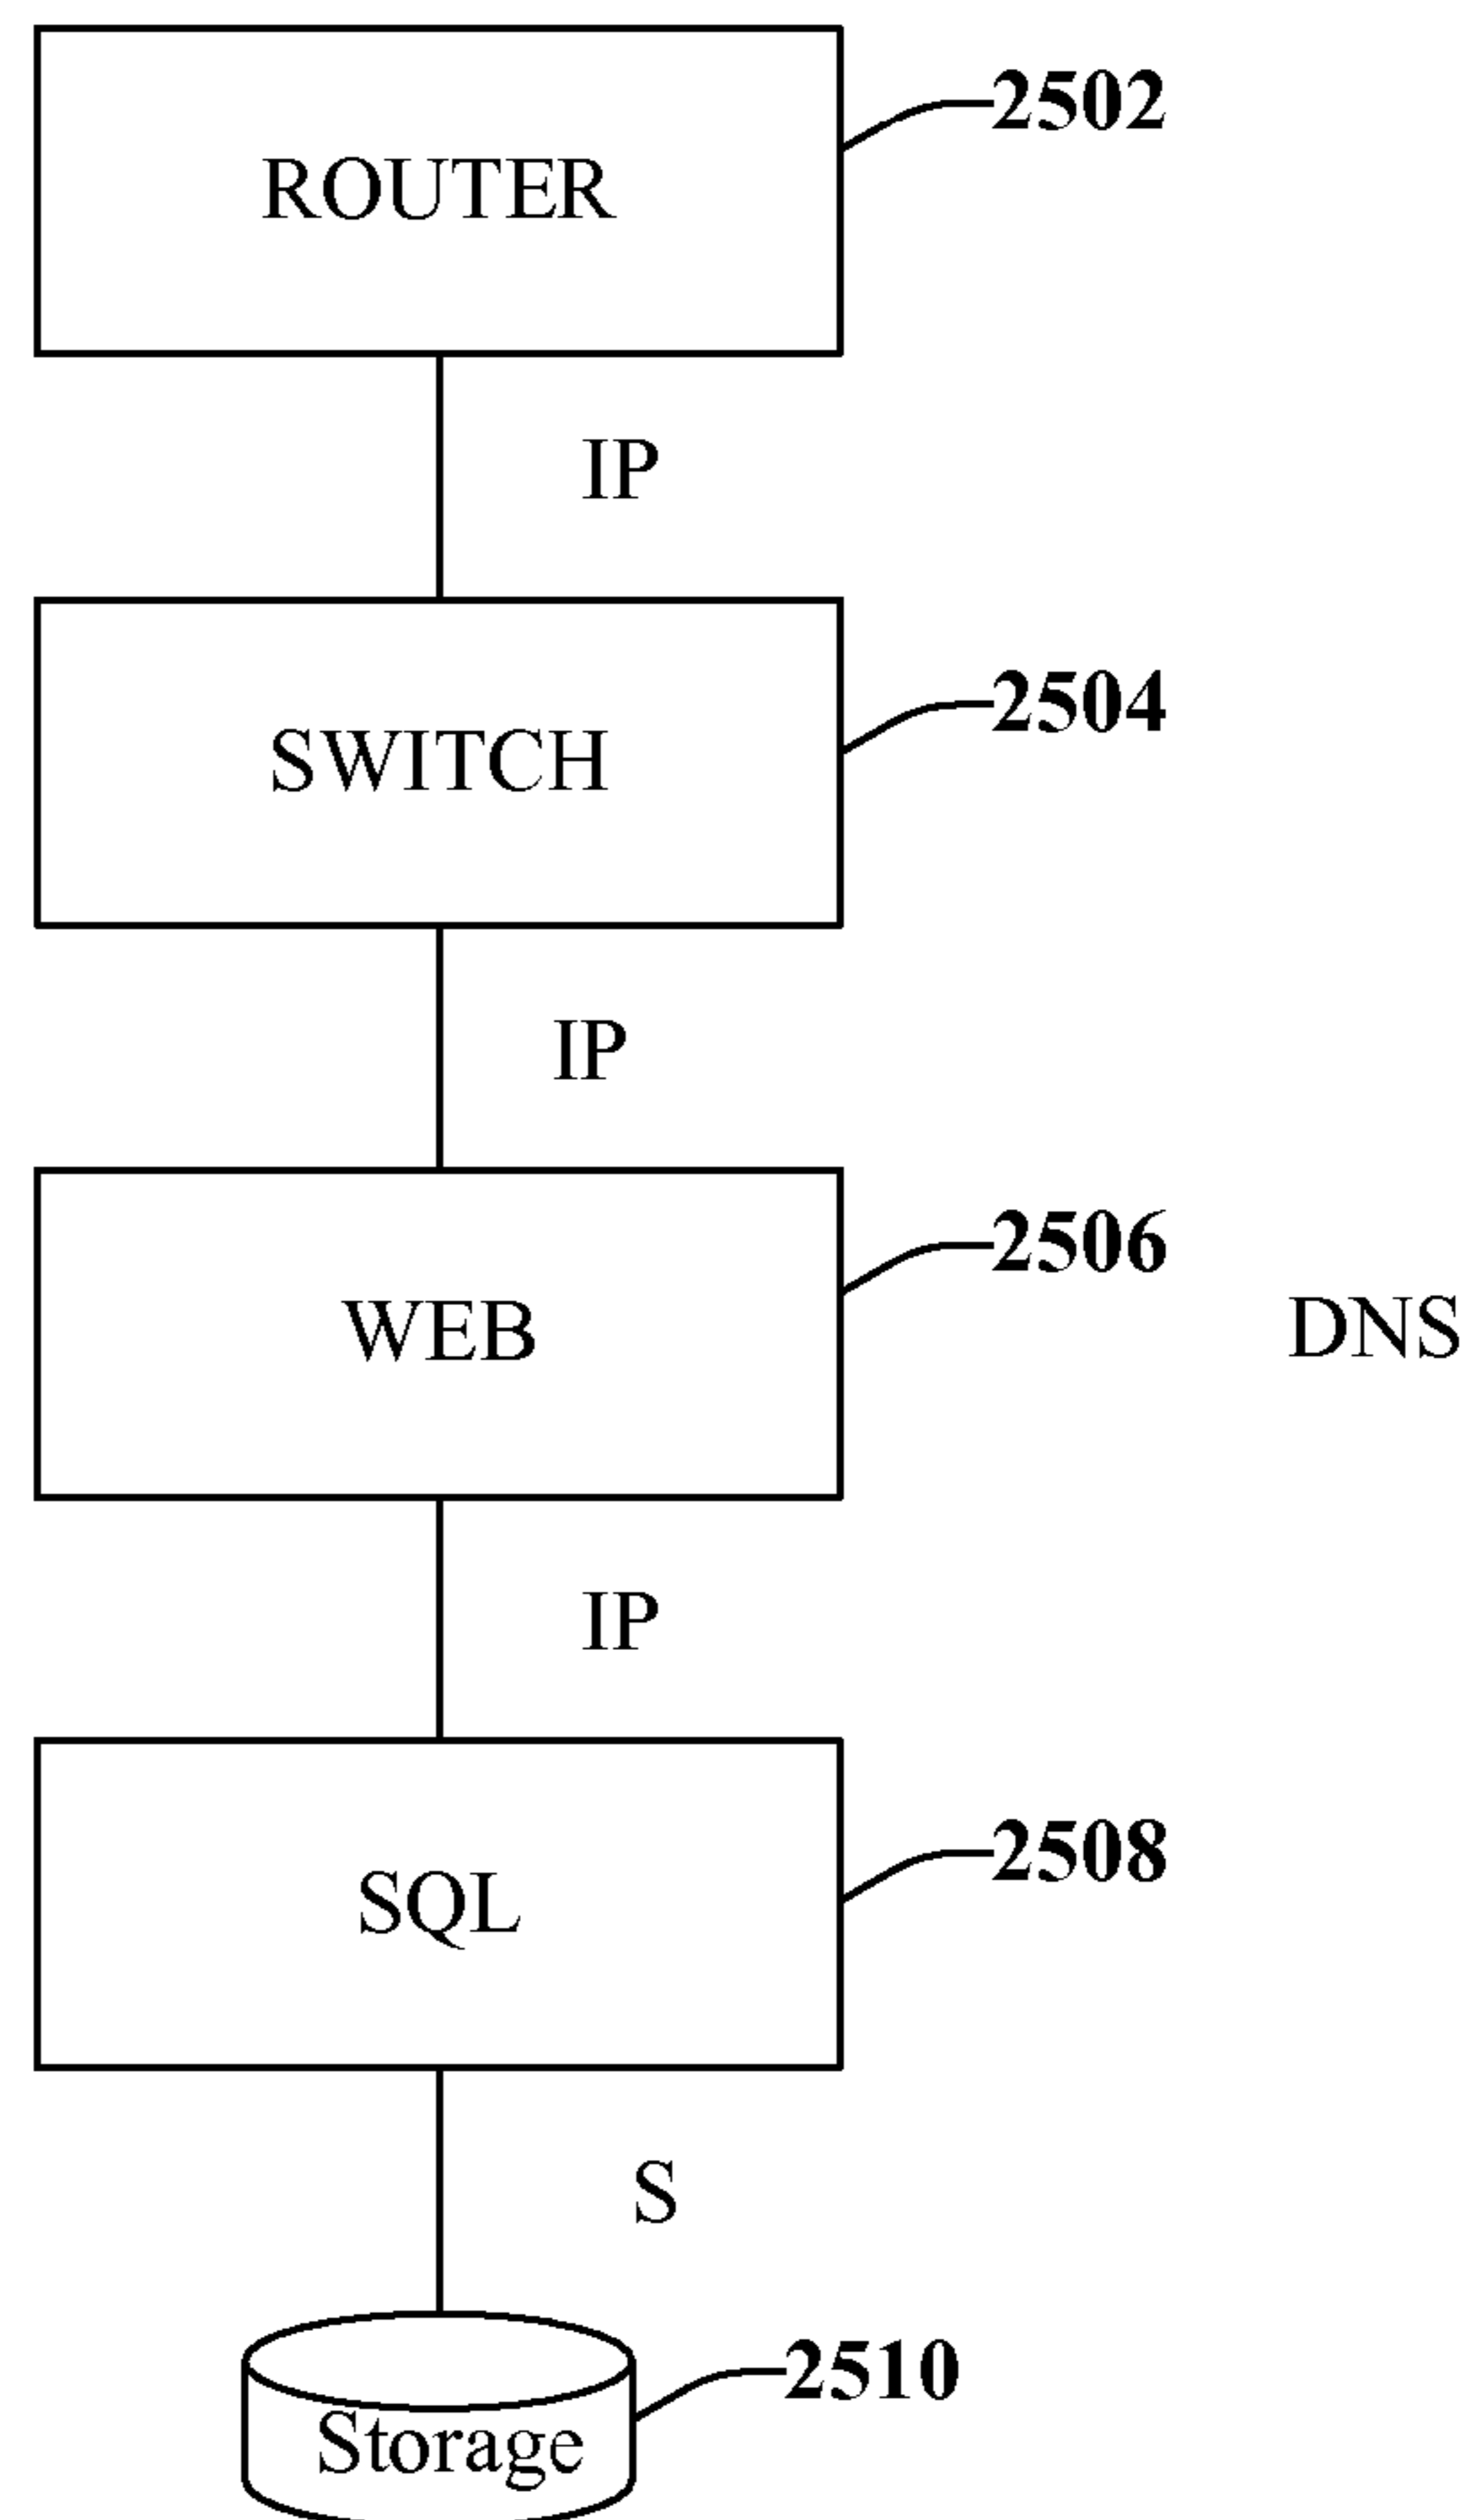 2502
ROUTER
IP
2504
SWITCH
IP
2506
WEB
DNS
IP
2508
SQL
S
2510
Storage